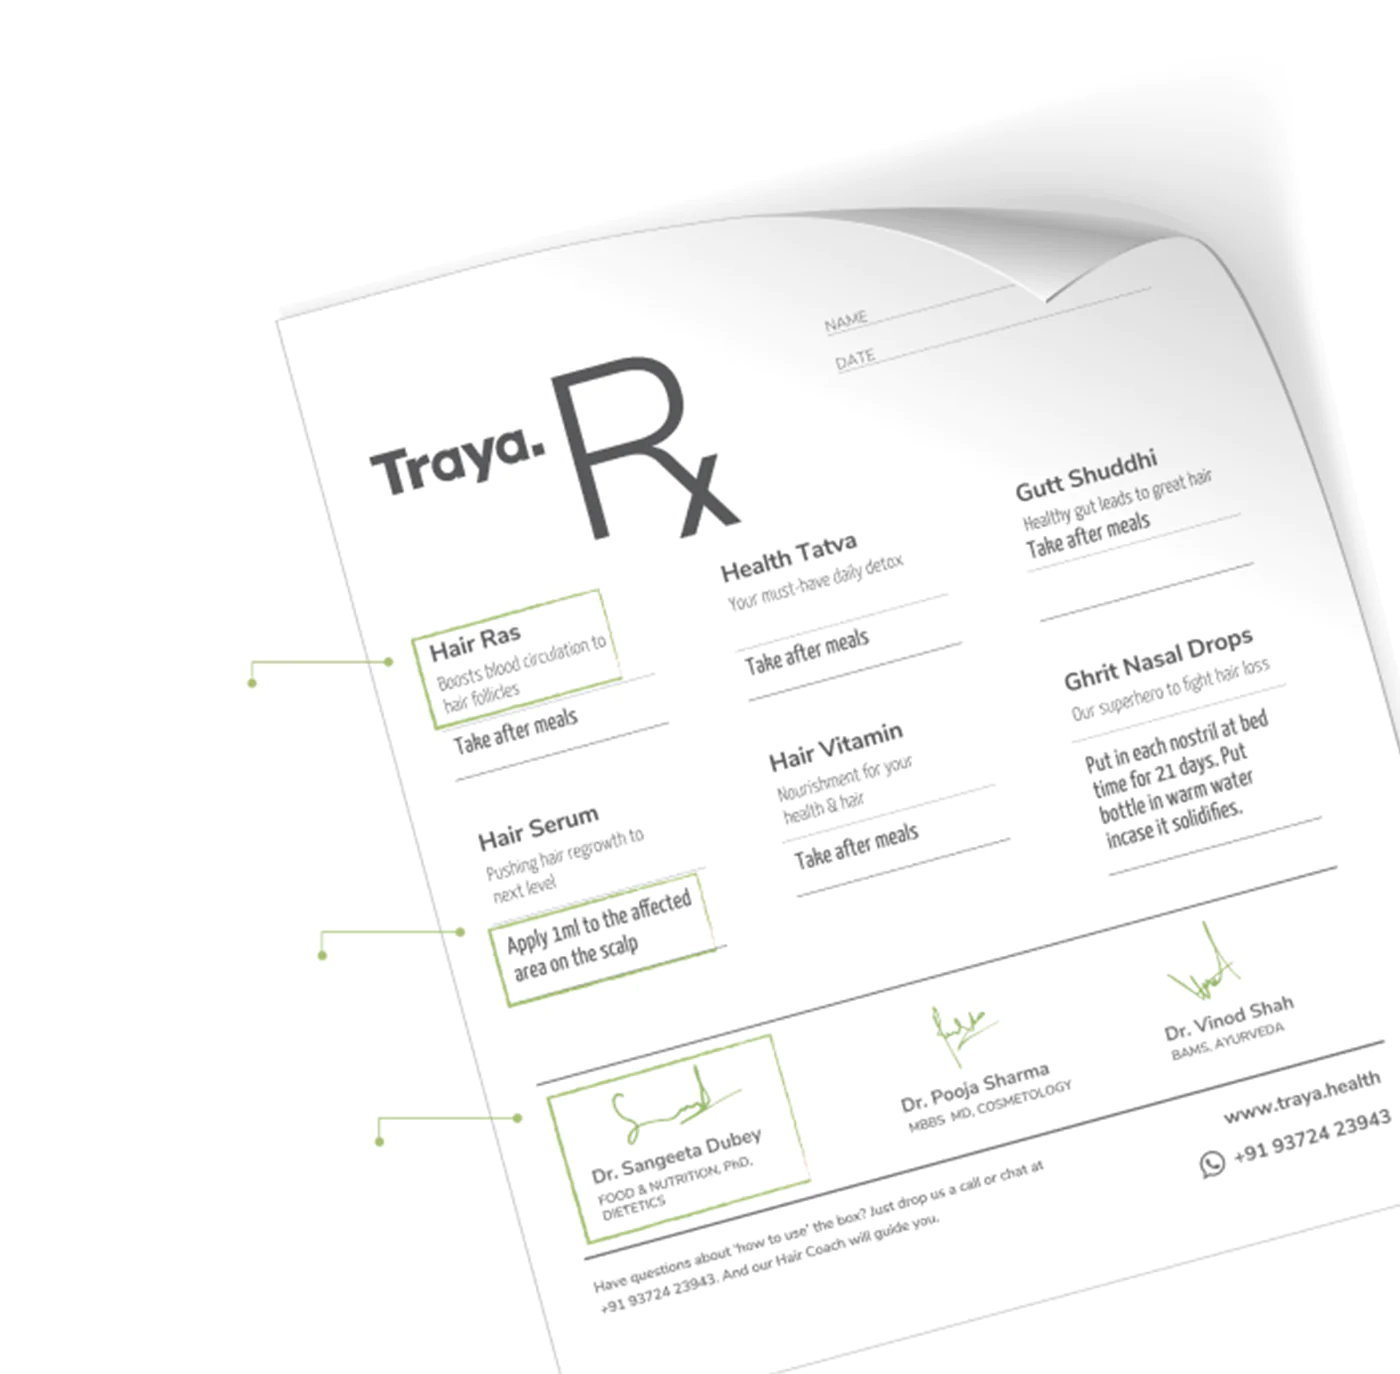 NAME
DATE
Traya. Rx
Hair Ras
Boosts blood circulation to
hair follicles
Take after meals
Health Tatva
Your must-have daily detox
Take after meals
Gutt Shuddhi
Healthy gut leads to great hair
Take after meals
Hair Serum
Pushing hair regrowth to
next level
Apply 1ml to the affected
area on the scalp
Hair Vitamin
Nourishment for your
health & hair
Take after meals
Ghrit Nasal Drops
Our superhero to fight hair loss
Put in each nostril at bed
time for 21 days. Put
bottle in warm water
incase it solidifies.
Dr. Sangeeta Dubey
FOOD & NUTRITION, PhD,
DIETETICS
Dr. Pooja Sharma
MBBS MD, COSMETOLOGY
Dr. Vinod Shah
BAMS, AYURVEDA
Have questions about 'how to use' the box? Just drop us a call or chat at
+91 93724 23943. And our Hair Coach will guide you.
www.traya.health
+91 93724 23943